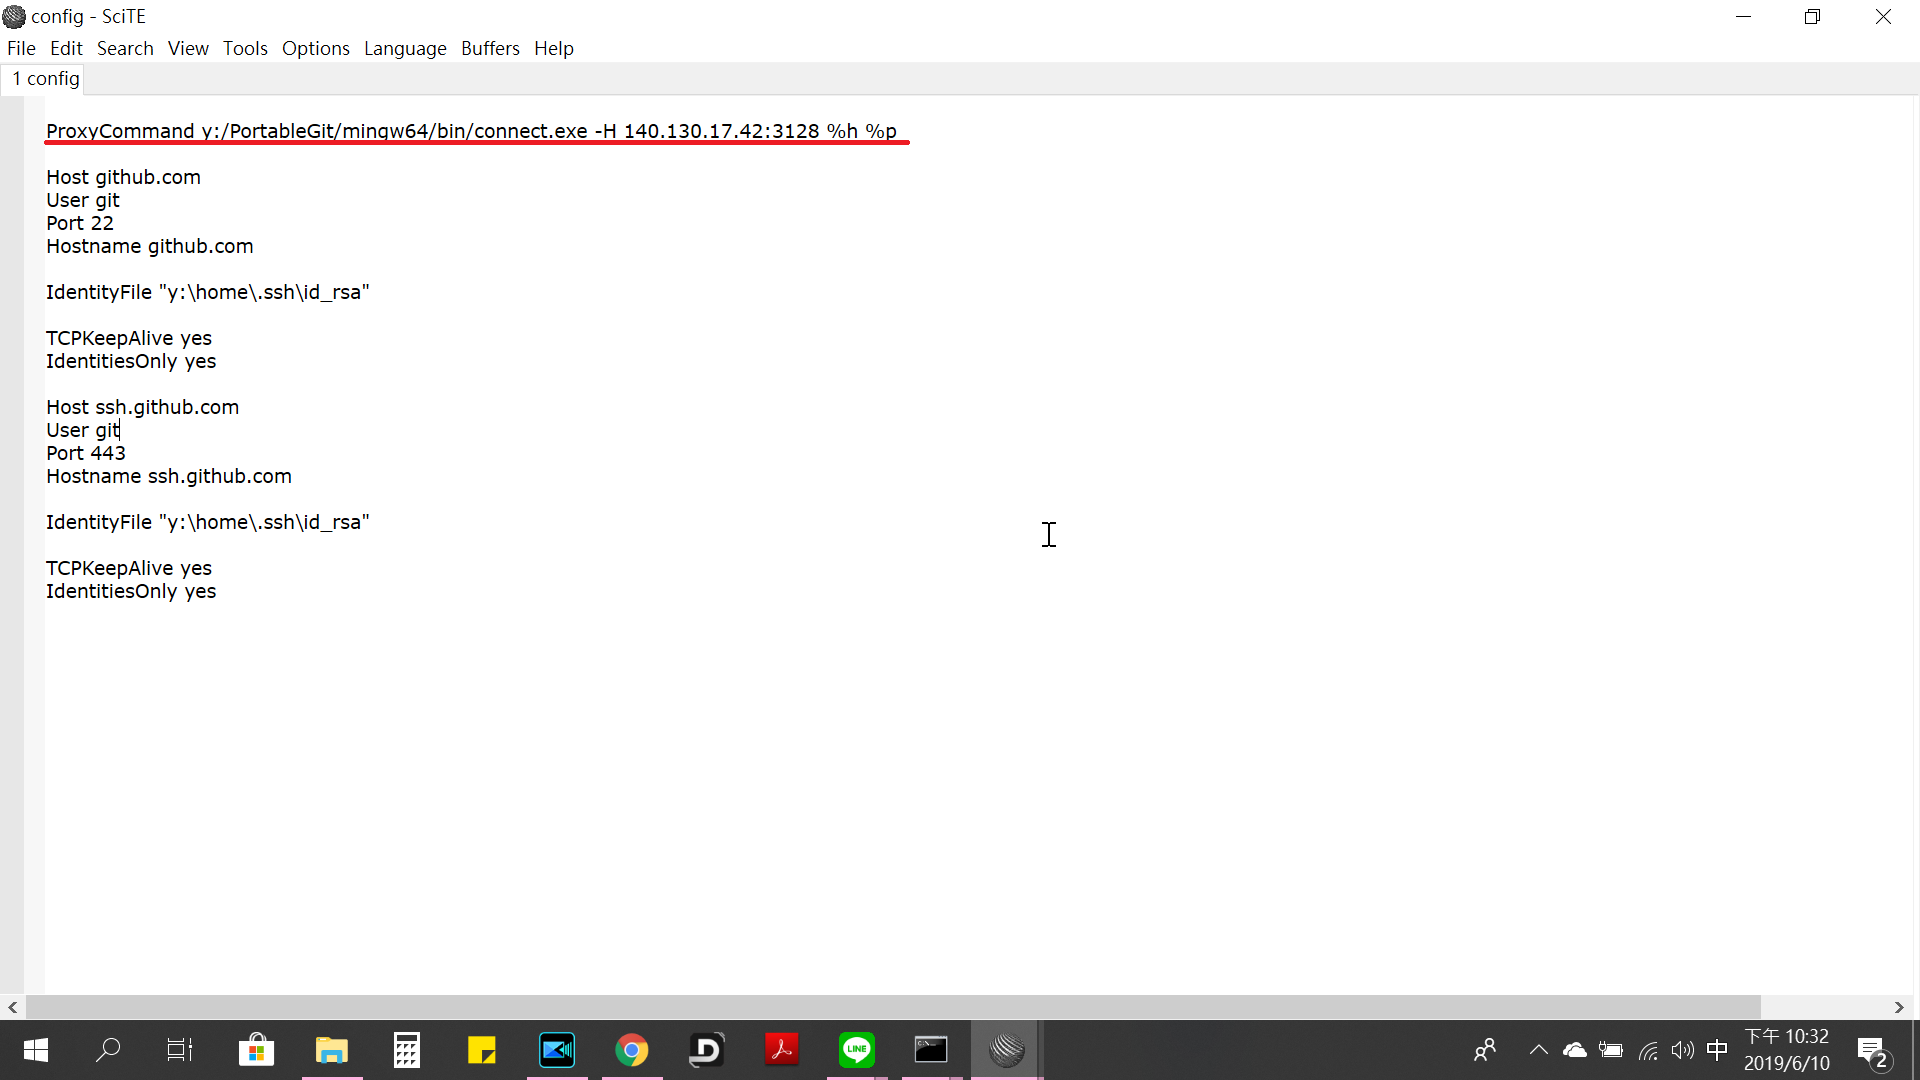 config - SciTE
File Edit Search View Tools Options Language Buffers Help
1 config
ProxyCommand y:/PortableGit/mingw64/bin/connect.exe -H 140.130.17.42:3128 %h %p
Host github.com
User git
Port 22
Hostname github.com
IdentityFile "y:\home\.ssh\id_rsa"
TCPKeepAlive yes
IdentitiesOnly yes
Host ssh.github.com
User git
Port 443
Hostname ssh.github.com
IdentityFile "y:\home\.ssh\id_rsa"
TCPKeepAlive yes
IdentitiesOnly yes
LINE
C:\
中
下午 10:32
2019/6/10
2